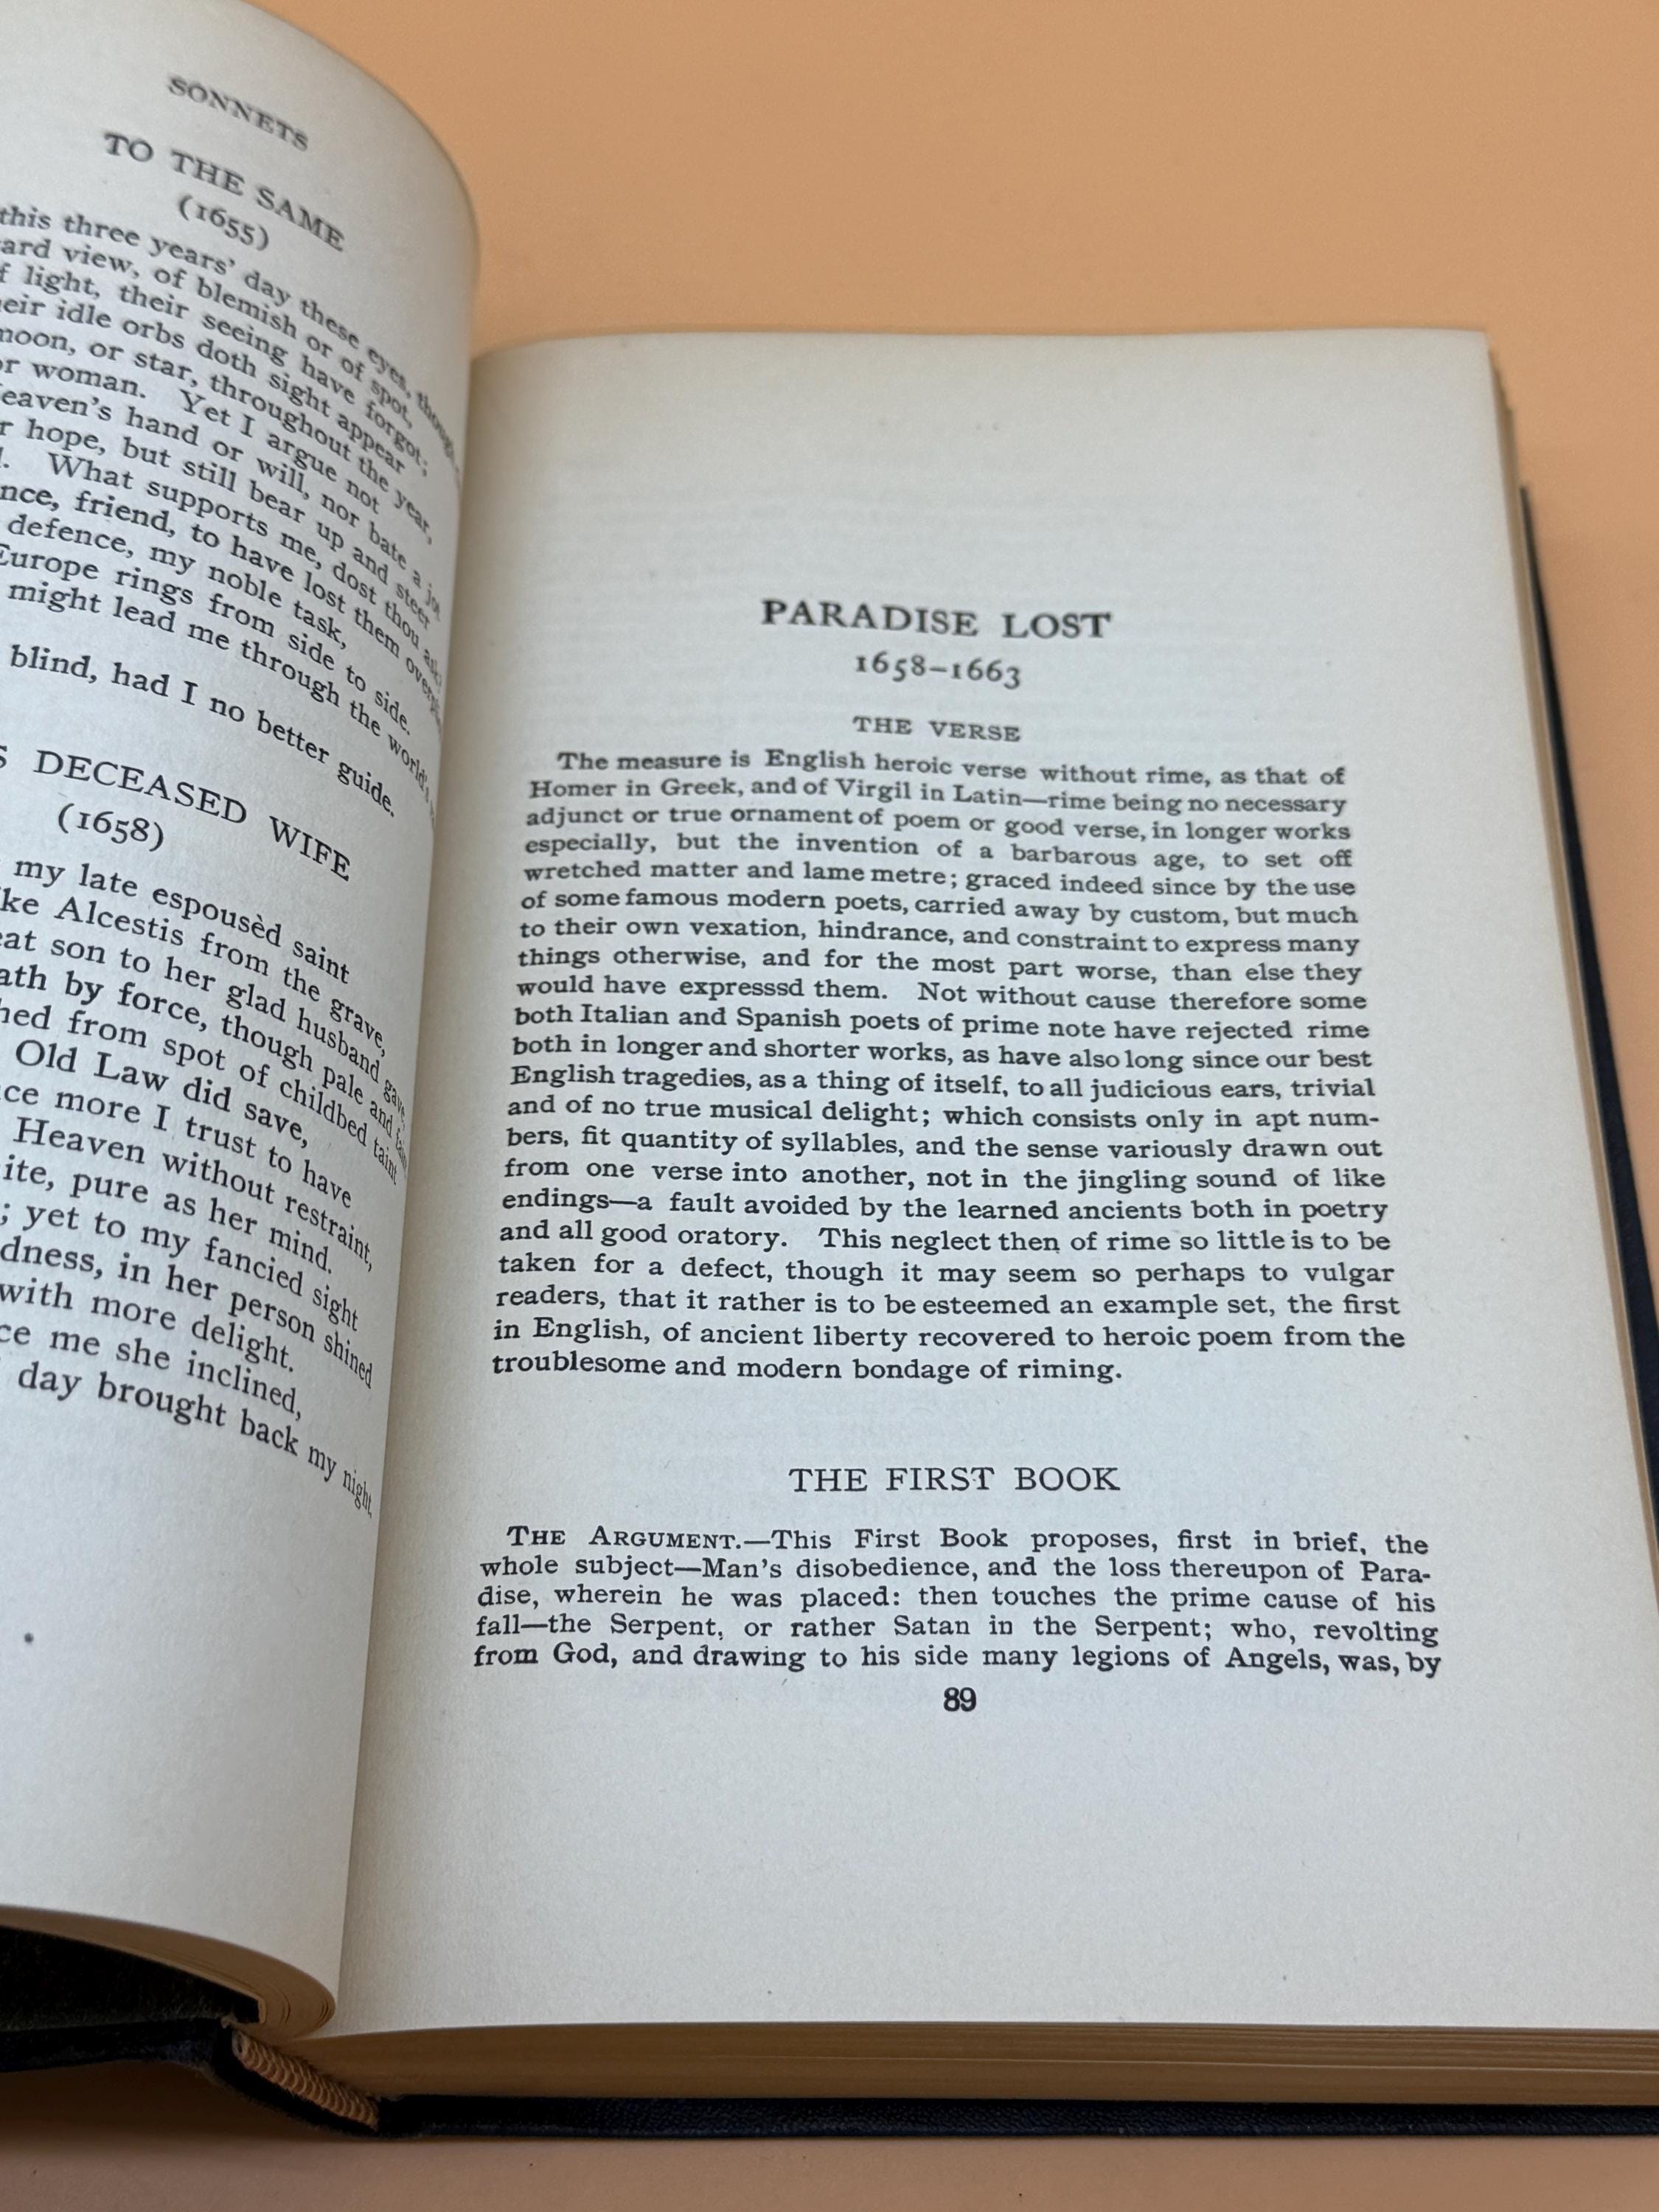 SONNETS
TO THE SAME
(1655)
this three years' day these eyes,
view, of blemish or of spot,
light, their seeing have forgot;
idle orbs doth sight appear
or star, throughout the year,
woman. Yet I argue not
hand or will, nor bate a
hope, but still bear up and steer
What supports me, dost thou
friend, to have lost them
defence, my noble task,
Europe rings from side to side.
might lead me through the world's
blind, had I no better guide.
DECEASED WIFE
(1658)
my late espousèd saint
Alcestis from the grave,
son to her glad husband gave,
by force, though pale and
from spot of childbed taint
Old Law did save,
more I trust to have
Heaven without restraint,
pure as her mind.
; yet to my fancied sight
in her person shined
with more delight.
me she inclined,
day brought back my night.
PARADISE LOST
1658–1663
THE VERSE
The measure is English heroic verse without rime, as that of
Homer in Greek, and of Virgil in Latin—rime being no necessary
adjunct or true ornament of poem or good verse, in longer works
especially, but the invention of a barbarous age, to set off
wretched matter and lame metre; graced indeed since by the use
of some famous modern poets, carried away by custom, but much
to their own vexation, hindrance, and constraint to express many
things otherwise, and for the most part worse, than else they
would have expresssd them. Not without cause therefore some
both Italian and Spanish poets of prime note have rejected rime
both in longer and shorter works, as have also long since our best
English tragedies, as a thing of itself, to all judicious ears, trivial
and of no true musical delight; which consists only in apt num-
bers, fit quantity of syllables, and the sense variously drawn out
from one verse into another, not in the jingling sound of like
endings—a fault avoided by the learned ancients both in poetry
and all good oratory. This neglect then of rime so little is to be
taken for a defect, though it may seem so perhaps to vulgar
readers, that it rather is to be esteemed an example set, the first
in English, of ancient liberty recovered to heroic poem from the
troublesome and modern bondage of riming.
THE FIRST BOOK
THE ARGUMENT.—This First Book proposes, first in brief, the
whole subject—Man's disobedience, and the loss thereupon of Para-
dise, wherein he was placed: then touches the prime cause of his
fall—the Serpent, or rather Satan in the Serpent; who, revolting
from God, and drawing to his side many legions of Angels, was, by
89